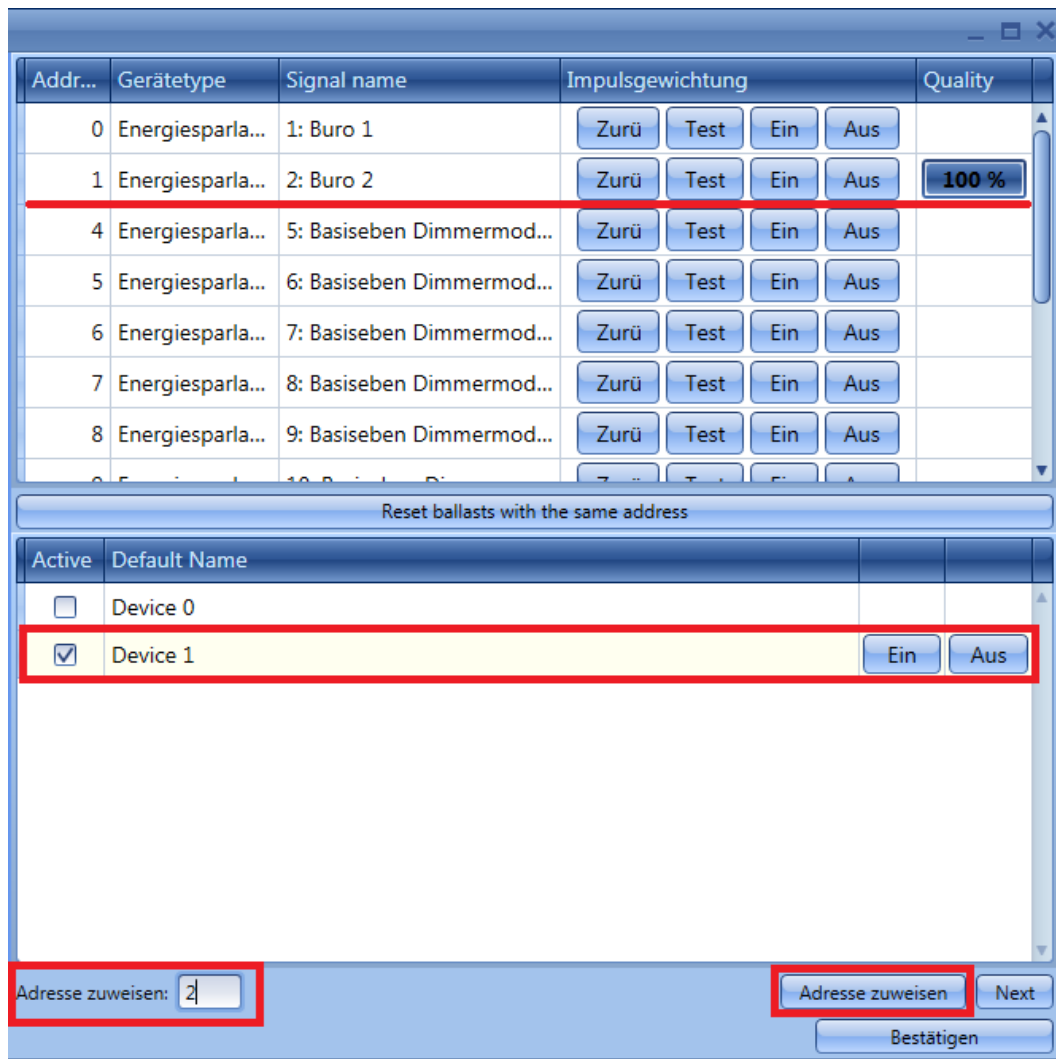 Addr... Gerätetype Signal name Impulsgewichtung Quality
0 Energiesparla... 1: Buro 1 Zurü Test Ein Aus
1 Energiesparla... 2: Buro 2 Zurü Test Ein Aus 100 %
4 Energiesparla... 5: Basiseben Dimmermod... Zurü Test Ein Aus
5 Energiesparla... 6: Basiseben Dimmermod... Zurü Test Ein Aus
6 Energiesparla... 7: Basiseben Dimmermod... Zurü Test Ein Aus
7 Energiesparla... 8: Basiseben Dimmermod... Zurü Test Ein Aus
8 Energiesparla... 9: Basiseben Dimmermod... Zurü Test Ein Aus
Reset ballasts with the same address
Active Default Name
Device 0
Device 1 Ein Aus
Adresse zuweisen: 2 Adresse zuweisen Next
Bestätigen